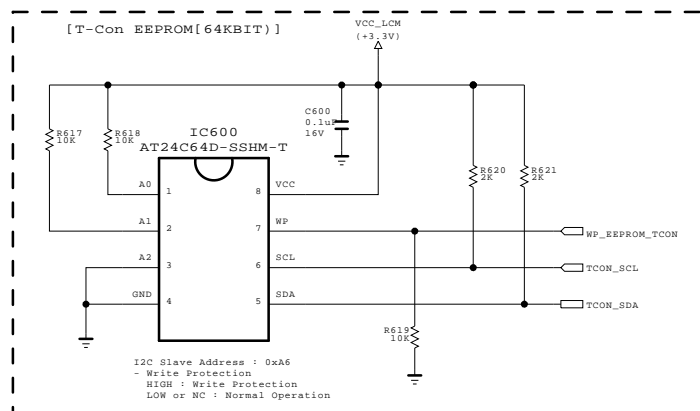 [T-Con EEPROM[64KBIT)]
VCC_LCM
(+3.3V)
C600
0.1uF
16V
R617
10K
R618
10K
IC600
AT24C64D-SSHM-T
R620
2K
R621
2K
A0
1
8
VCC
A1
2
7
WP
WP_EEPROM_TCON
A2
3
6
SCL
TCON_SCL
GND
4
5
SDA
TCON_SDA
R619
10K
I2C Slave Address : 0xA6
- Write Protection
HIGH : Write Protection
LOW or NC : Normal Operation